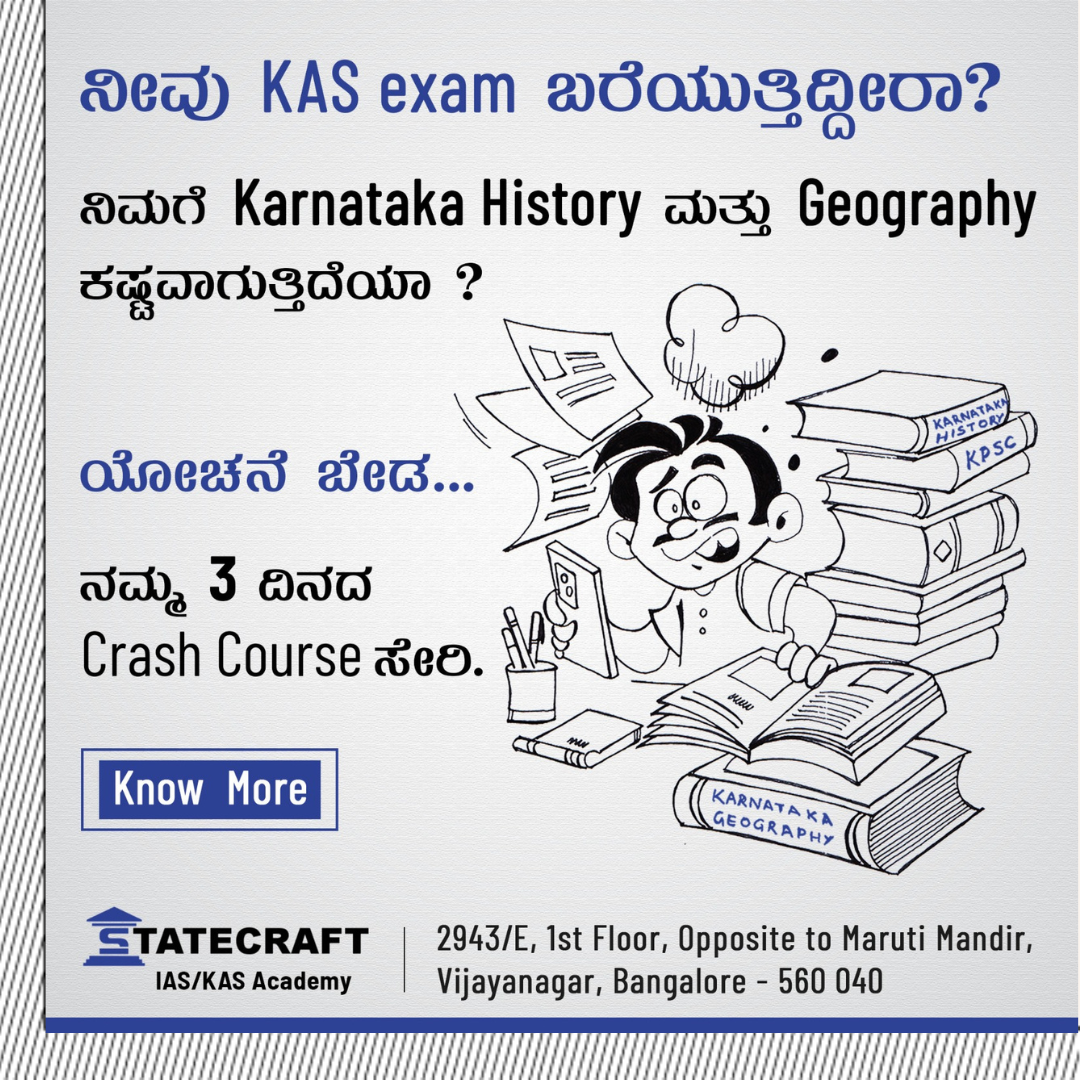 ನೀವು KAS exam ಬರೆಯುತ್ತಿದ್ದೀರಾ?
ನಿಮಗೆ Karnataka History ಮತ್ತು Geography
ಕಷ್ಟವಾಗುತ್ತಿದೆಯಾ ?
KARNATAKA
HISTORY
KPSC
ಯೋಚನೆ ಬೇಡ...
ನಮ್ಮ 3 ದಿನದ
Crash Course ಸೇರಿ.
Know More
KARNATAKA
GEOGRAPHY
STATECRAFT
IAS/KAS Academy
2943/E, 1st Floor, Opposite to Maruti Mandir,
Vijayanagar, Bangalore - 560 040